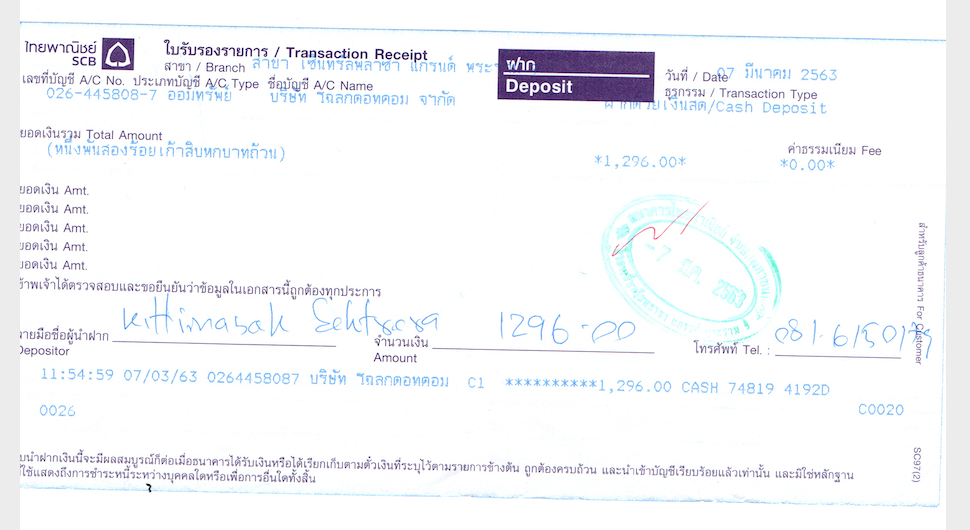 ไทยพาณิชย์
SCB
ใบรับรองรายการ / Transaction Receipt
สาขา / Branch สาขา เซ็นทรัลพลาซา แกรนด์ พระ
ฝาก
Deposit
วันที่ / Date 07 มีนาคม 2563
ธุรกรรม / Transaction Type
ฝากด้วยเงินสด/Cash Deposit
เลขที่บัญชี A/C No. ประเภทบัญชี A/C Type ชื่อบัญชี A/C Name
026-445808-7 ออมทรัพย์ บริษัท ฯถลกดอทคอม จฯกัด
ยอดเงินรวม Total Amount
(หนึ่งพันสองร้อยเก้าสิบหกบาทถ้วน)
*1,296.00*
ค่าธรรมเนียม Fee
*0.00*
ยอดเงิน Amt.
ยอดเงิน Amt.
ยอดเงิน Amt.
ยอดเงิน Amt.
ยอดเงิน Amt.
-7 มี.ค. 2563
ข้าพเจ้าได้ตรวจสอบและขอยืนยันว่าข้อมูลในเอกสารนี้ถูกต้องทุกประการ
ลายมือชื่อผู้นำฝาก Kittimasak
Depositor
จำนวนเงิน 1296-00
Amount
โทรศัพท์ Tel. :
11:54:59 07/03/63 0264458087 บริษัท ฯถลกดอทคอม C1 **********1,296.00 CASH 74819 4192D
0026
C0020
ใบนำฝากเงินนี้จะมีผลสมบูรณ์ก็ต่อเมื่อธนาคารได้รับเงินหรือได้เรียกเก็บตามตั๋วเงินที่ระบุไว้ตามรายการข้างต้น ถูกต้องครบถ้วน และนำเข้าบัญชีเรียบร้อยแล้วเท่านั้น และมิใช่หลักฐาน
ที่ใช้แสดงถึงการชำระหนี้ระหว่างบุคคลใดหรือเพื่อการอื่นใดทั้งสิ้น
สำหรับลูกค้าธนาคาร For Customer
SC97(2)